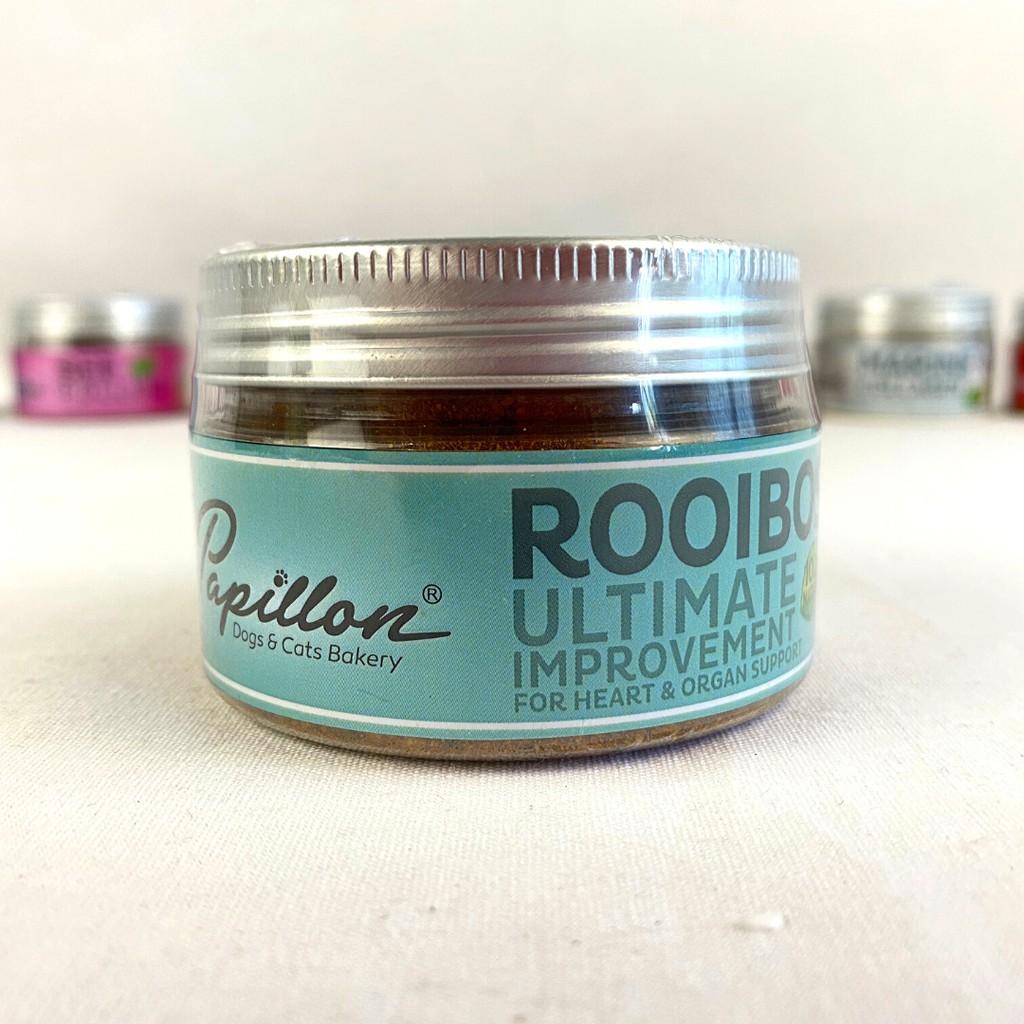 Papillon®
Dogs & Cats Bakery
ROOIBO
ULTIMATE
IMPROVEMENT
FOR HEART & ORGAN SUPPORT